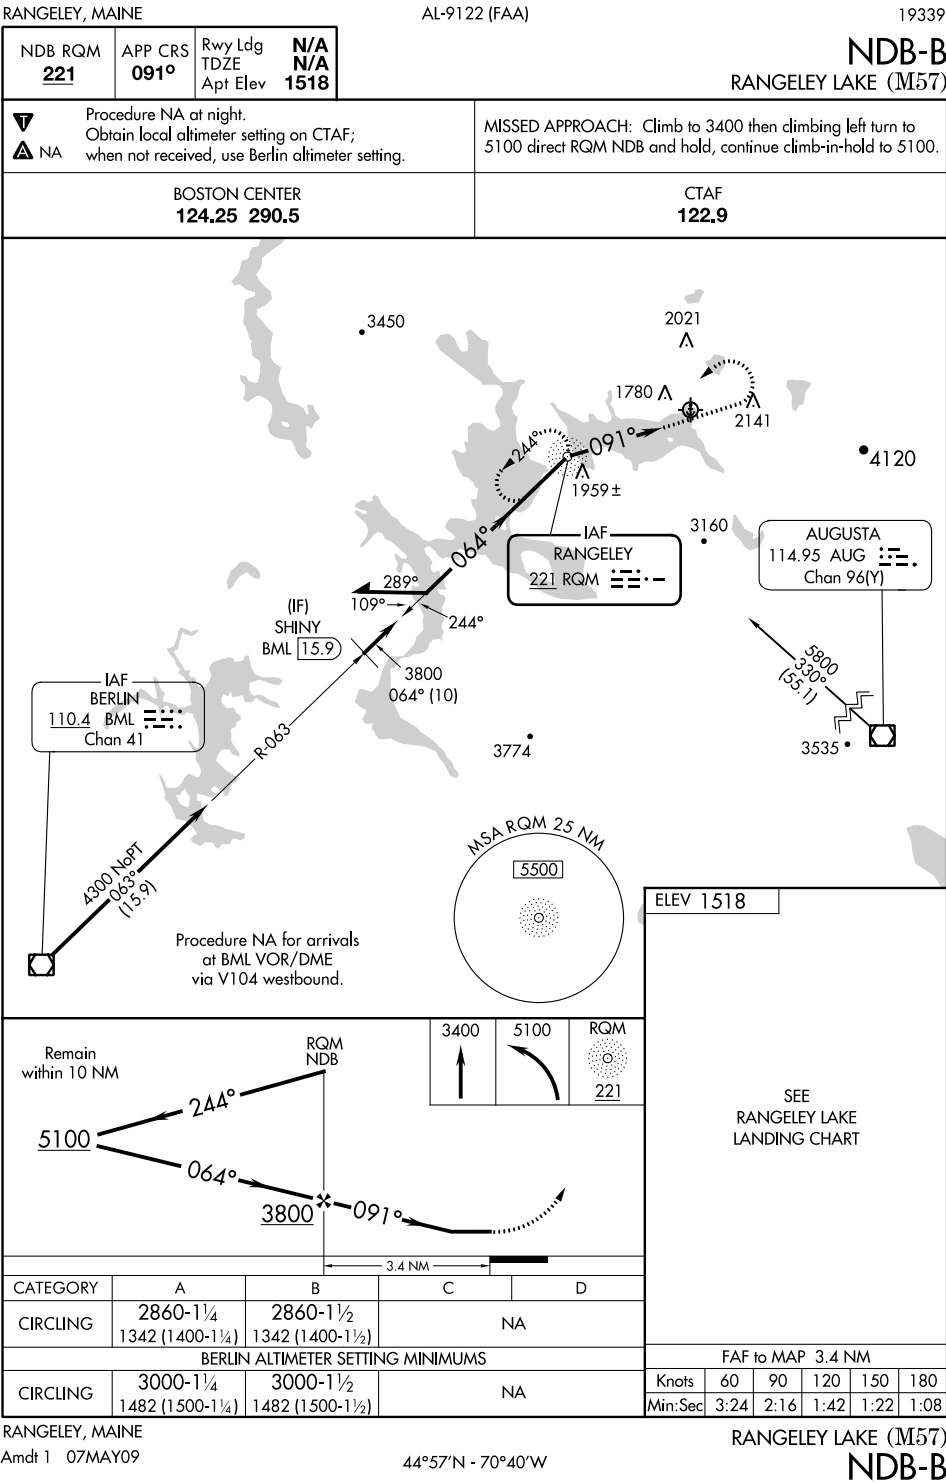 RANGELEY, MAINE
AL-9122 (FAA)
19339
NDB RQM
221
APP CRS
091°
Rwy Ldg N/A
TDZE N/A
Apt Elev 1518
NDB-B
RANGELEY LAKE (M57)
T
A NA
Procedure NA at night.
Obtain local altimeter setting on CTAF;
when not received, use Berlin altimeter setting.
MISSED APPROACH: Climb to 3400 then climbing left turn to
5100 direct RQM NDB and hold, continue climb-in-hold to 5100.
BOSTON CENTER
124.25 290.5
CTAF
122.9
3450
2021
1780
2141
244°
091°
4120
1959±
064°
IAF
RANGELEY
221 RQM
3160
AUGUSTA
114.95 AUG
Chan 96(Y)
289°
109°
244°
(IF)
SHINY
BML 15.9
3800
064° (10)
5800
330°
(55.1)
IAF
BERLIN
110.4 BML
Chan 41
R-063
3774
3535
4300 NoPT
063°
(15.9)
MSA RQM 25 NM
5500
Procedure NA for arrivals
at BML VOR/DME
via V104 westbound.
ELEV 1518
SEE
RANGELEY LAKE
LANDING CHART
Remain
within 10 NM
RQM
NDB
3400
5100
RQM
221
244°
5100
064°
3800
091°
3.4 NM
CATEGORY A B C D
CIRCLING 2860-1¼ 2860-1½ NA
1342 (1400-1¼) 1342 (1400-1½)
BERLIN ALTIMETER SETTING MINIMUMS
CIRCLING 3000-1¼ 3000-1½ NA
1482 (1500-1¼) 1482 (1500-1½)
FAF to MAP 3.4 NM
Knots 60 90 120 150 180
Min:Sec 3:24 2:16 1:42 1:22 1:08
RANGELEY, MAINE
Amdt 1 07MAY09
44°57'N - 70°40'W
RANGELEY LAKE (M57)
NDB-B